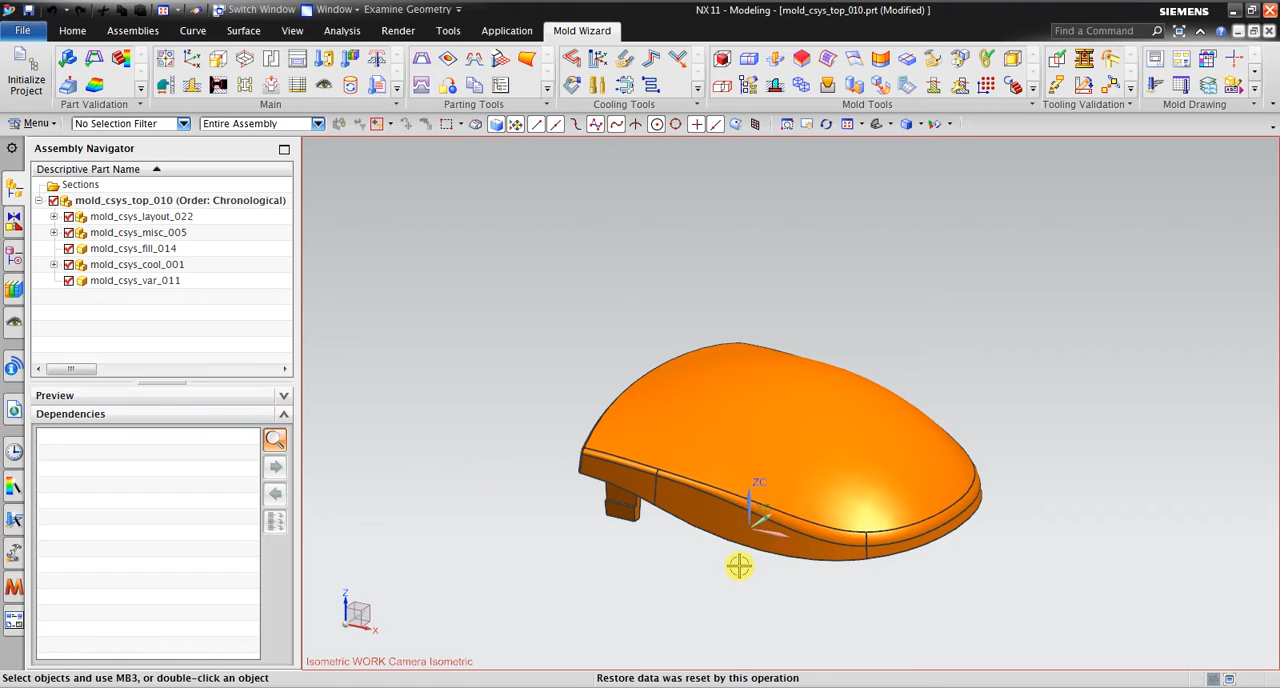 Switch Window
Window
Examine Geometry
NX 11 - Modeling - [mold_csys_top_010.prt (Modified) ]
SIEMENS
File
Home
Assemblies
Curve
Surface
View
Analysis
Render
Tools
Application
Mold Wizard
Find a Command
Initialize
Project
Part Validation
Main
Parting Tools
Cooling Tools
Mold Tools
Tooling Validation
Mold Drawing
Menu
No Selection Filter
Entire Assembly
Assembly Navigator
Descriptive Part Name
Sections
mold_csys_top_010 (Order: Chronological)
mold_csys_layout_022
mold_csys_misc_005
mold_csys_fill_014
mold_csys_cool_001
mold_csys_var_011
Preview
Dependencies
ZC
Z
X
Isometric WORK Camera Isometric
Select objects and use MB3, or double-click an object
Restore data was reset by this operation